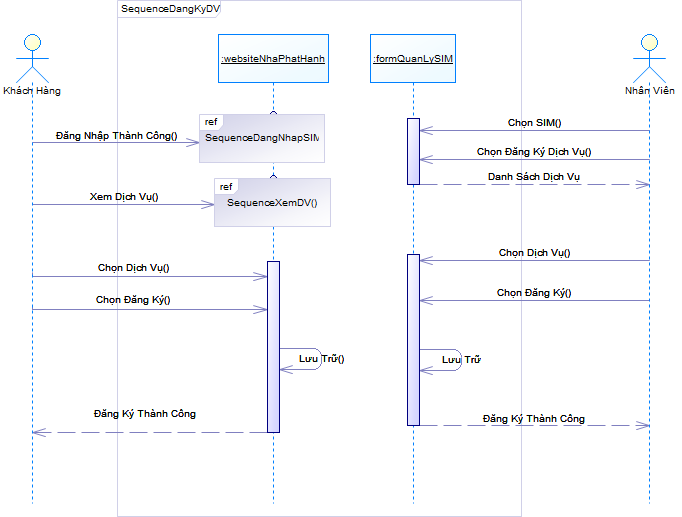 SequenceDangKyDV
:websiteNhaPhatHanh
:formQuanLySIM
Khách Hàng
Nhân Viên
ref
SequenceDangNhapSIM
Đăng Nhập Thành Công()
Chọn SIM()
Chọn Đăng Ký Dịch Vụ()
Danh Sách Dịch Vụ
ref
SequenceXemDV()
Xem Dịch Vụ()
Chọn Dịch Vụ()
Chọn Dịch Vụ()
Chọn Đăng Ký()
Chọn Đăng Ký()
Lưu Trữ()
Lưu Trữ
Đăng Ký Thành Công
Đăng Ký Thành Công